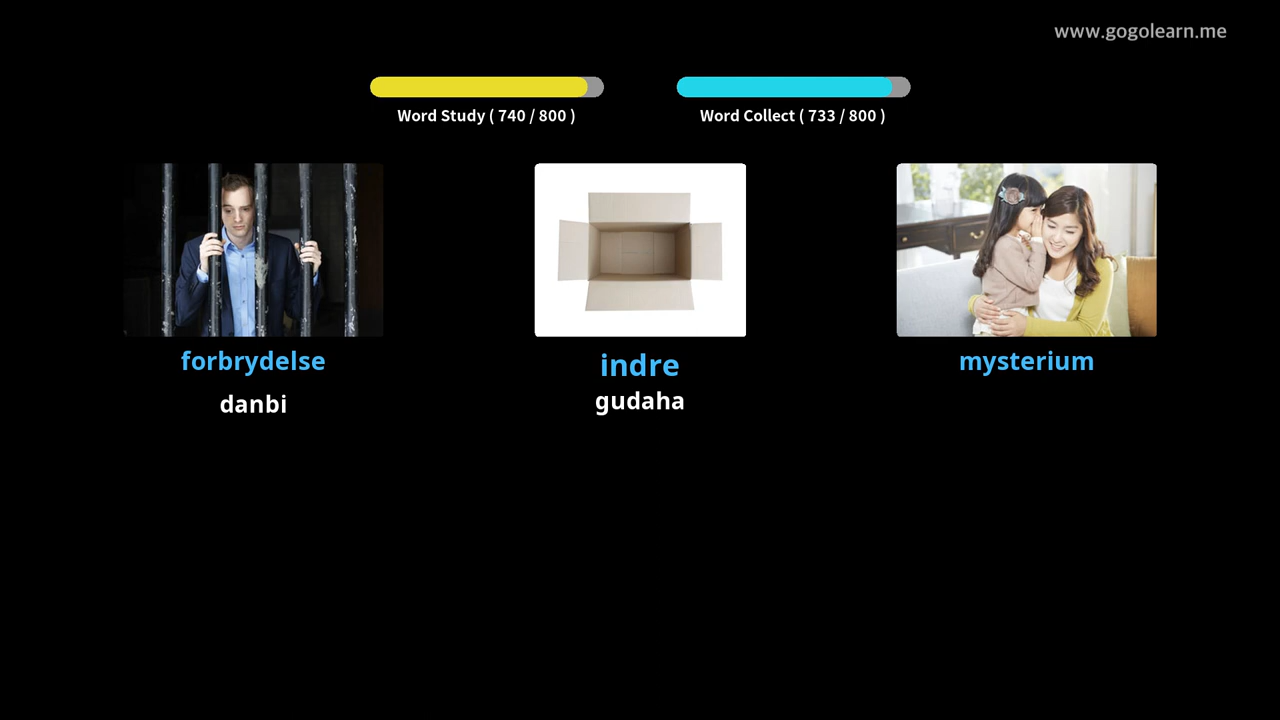 www.gogolearn.me
Word Study ( 740 / 800 )
Word Collect ( 733 / 800 )
forbrydelse
indre
mysterium
danbi
gudaha